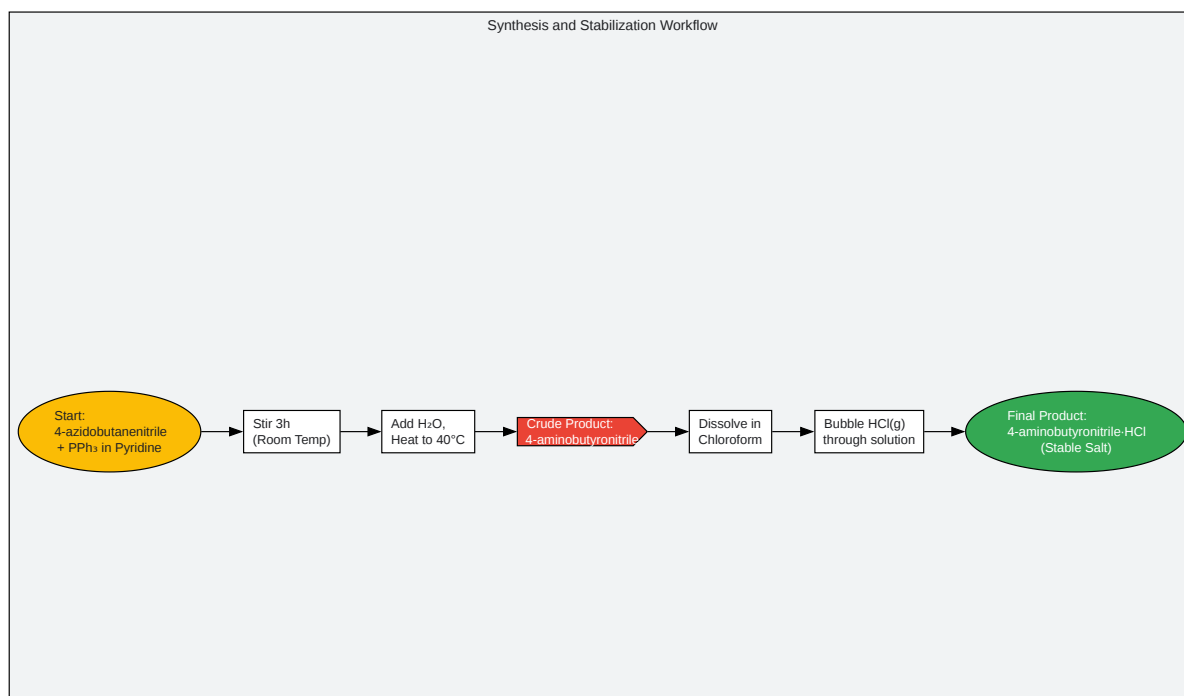 Synthesis and Stabilization Workflow
Start:
4-azidobutanenitrile
+ PPh₃ in Pyridine
Stir 3h
(Room Temp)
Add H₂O,
Heat to 40°C
Crude Product:
4-aminobutyronitrile
Dissolve in
Chloroform
Bubble HCl(g)
through solution
Final Product:
4-aminobutyronitrile·HCl
(Stable Salt)